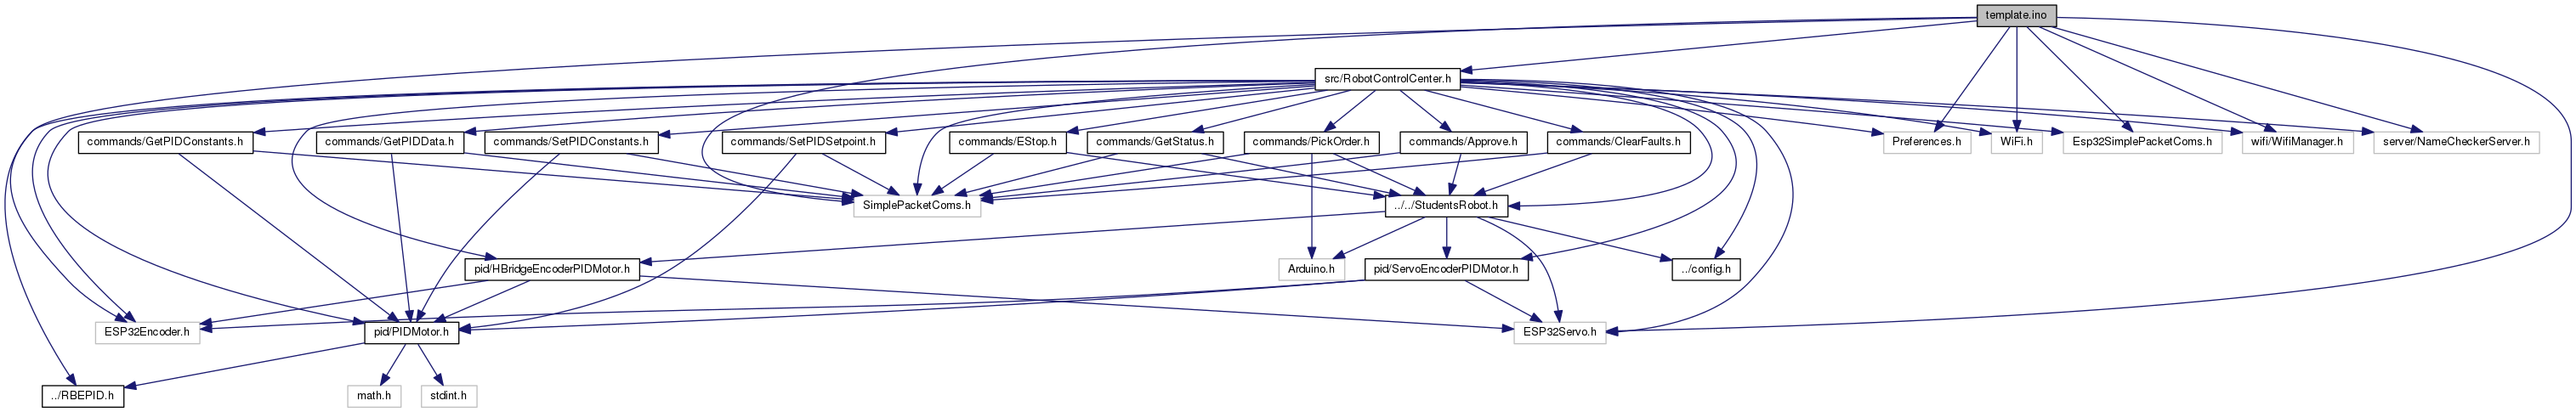 template.ino
src/RobotControlCenter.h
commands/GetPIDConstants.h
commands/GetPIDData.h
commands/SetPIDConstants.h
commands/SetPIDSetpoint.h
commands/EStop.h
commands/GetStatus.h
commands/PickOrder.h
commands/Approve.h
commands/ClearFaults.h
Preferences.h
WiFi.h
Esp32SimplePacketComs.h
wifi/WifiManager.h
server/NameCheckerServer.h
SimplePacketComs.h
../../StudentsRobot.h
pid/HBridgeEncoderPIDMotor.h
Arduino.h
pid/ServoEncoderPIDMotor.h
../config.h
ESP32Encoder.h
pid/PIDMotor.h
ESP32Servo.h
../RBEPID.h
math.h
stdint.h